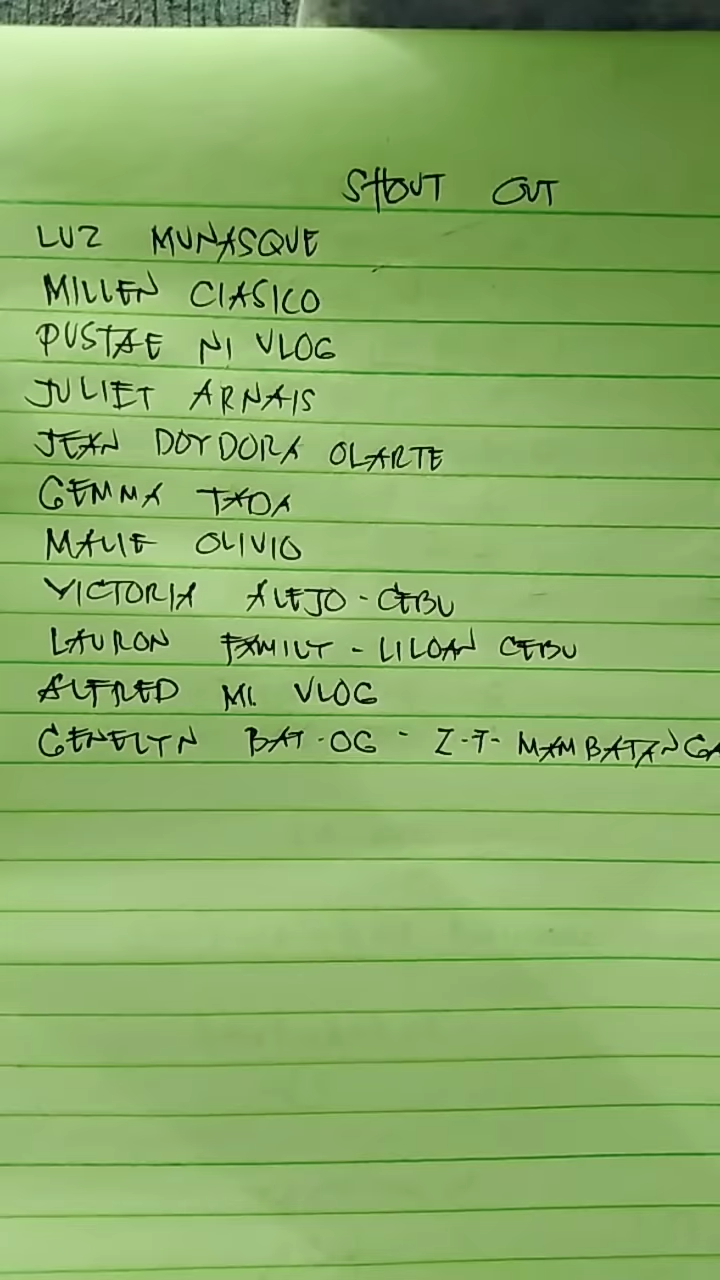 SHOUT OUT
LUZ MUNASQUE
MILLEN CLASICO
PUSTAE NI VLOG
JULIET ARNAIS
JEAN DOYDORA OLARTE
GEMMA TADA
MALIE OLIVIO
VICTORIA ALEJO - CEBU
LAURON FAMILY - LILOAN CEBU
ALFRED MI VLOG
GENELYN BAT-OG - Z-T- MAMBATANGA